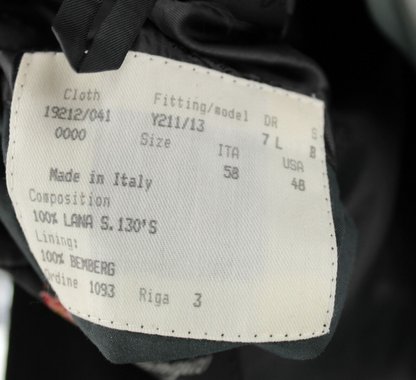 Cloth Fitting/model DR S
19212/041 Y211/13 7 L B
0000 Size ITA USA
58 48
Made in Italy
Composition
100% LANA S.130'S
Lining:
100% BEMBERG
Ordine 1093 Riga 3